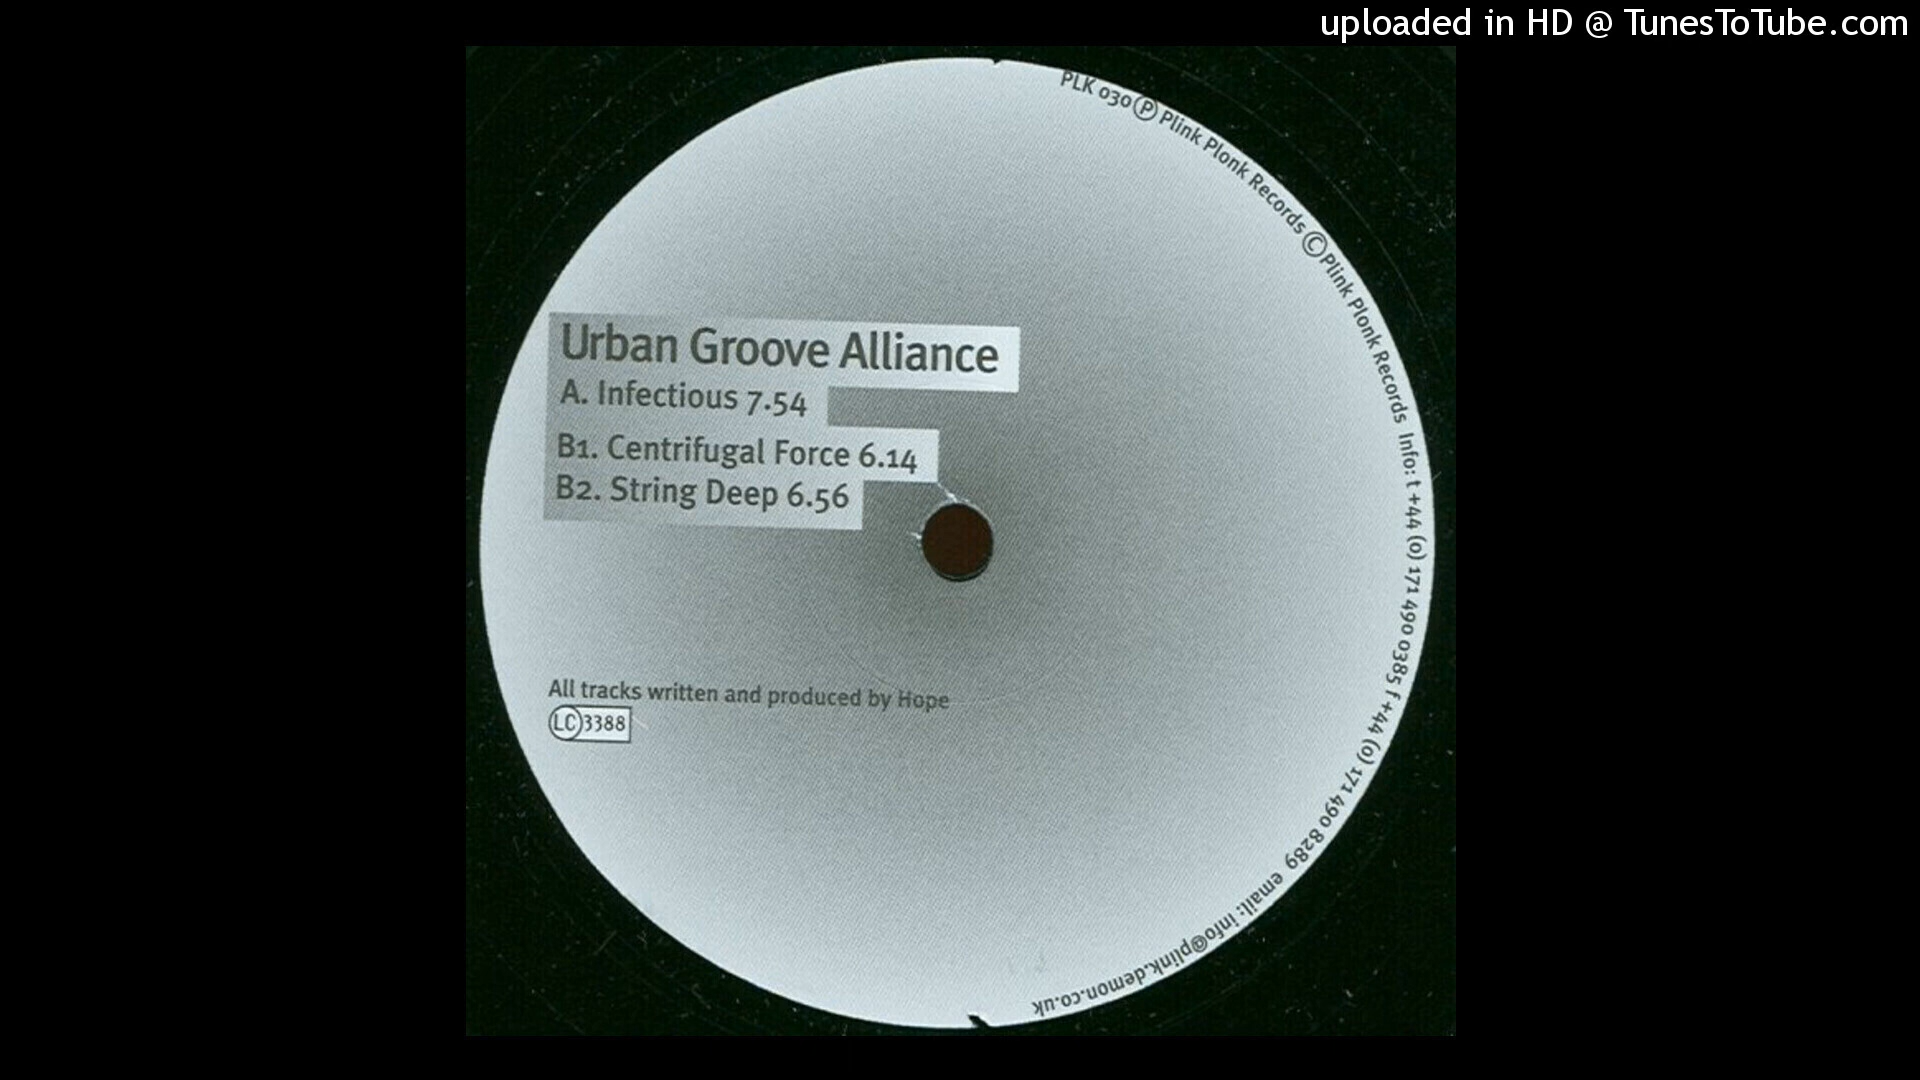 uploaded in HD @ TunesToTube.com
PLK 030 Ⓟ Plink Plonk Records © Plink Plonk Records Info: t +44 (0) 171 490 0385 f +44 (0) 171 490 8289 email: info@plink.demon.co.uk
Urban Groove Alliance
A. Infectious 7.54
B1. Centrifugal Force 6.14
B2. String Deep 6.56
All tracks written and produced by Hope
LC 3388